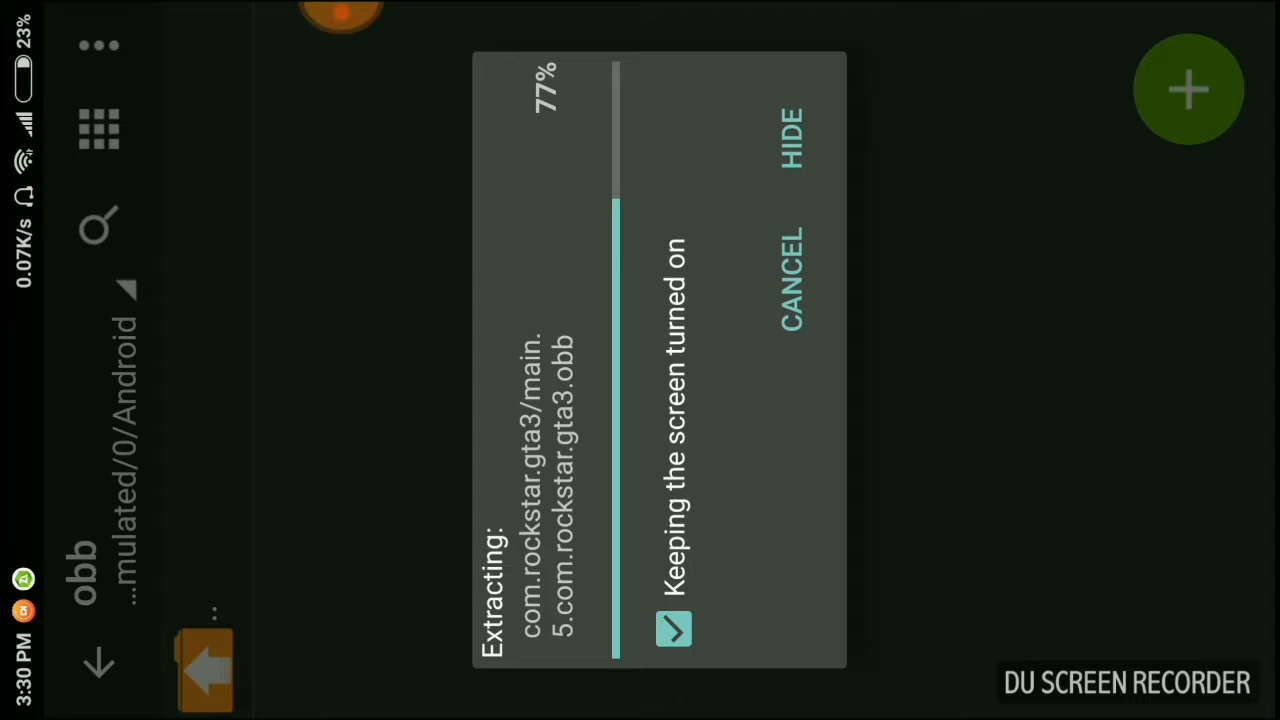 3:30 PM
0.07K/s
23%
obb
...mulated/0/Android
..
Extracting:
com.rockstar.gta3/main.
5.com.rockstar.gta3.obb
77%
Keeping the screen turned on
CANCEL
HIDE
DU SCREEN RECORDER